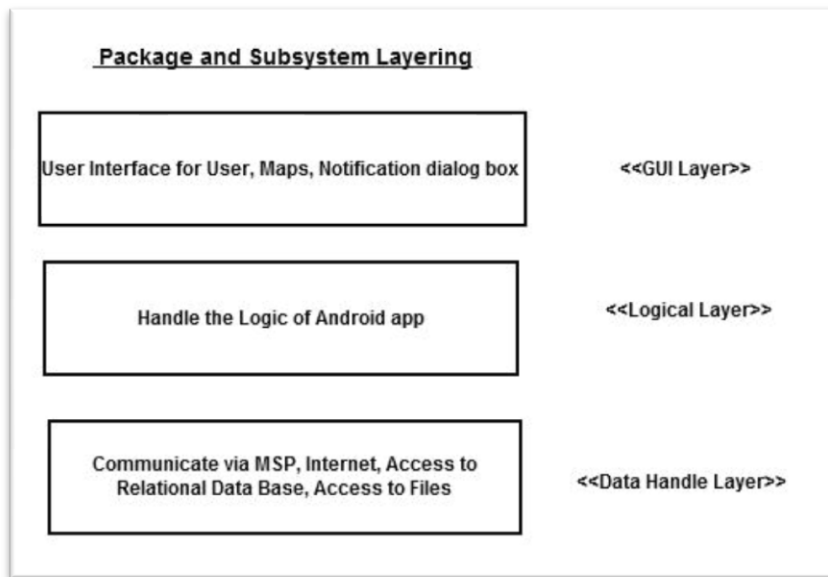 Package and Subsystem Layering
User Interface for User, Maps, Notification dialog box
<<GUI Layer>>
Handle the Logic of Android app
<<Logical Layer>>
Communicate via MSP, Internet, Access to
Relational Data Base, Access to Files
<<Data Handle Layer>>